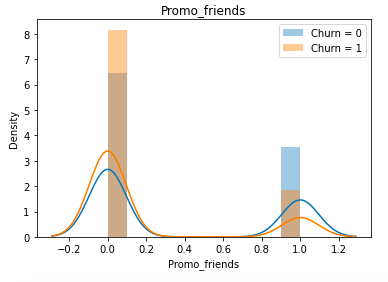 Promo_friends
Churn = 0
Churn = 1
Density
8
7
6
5
4
3
2
1
0
−0.2 0.0 0.2 0.4 0.6 0.8 1.0 1.2
Promo_friends